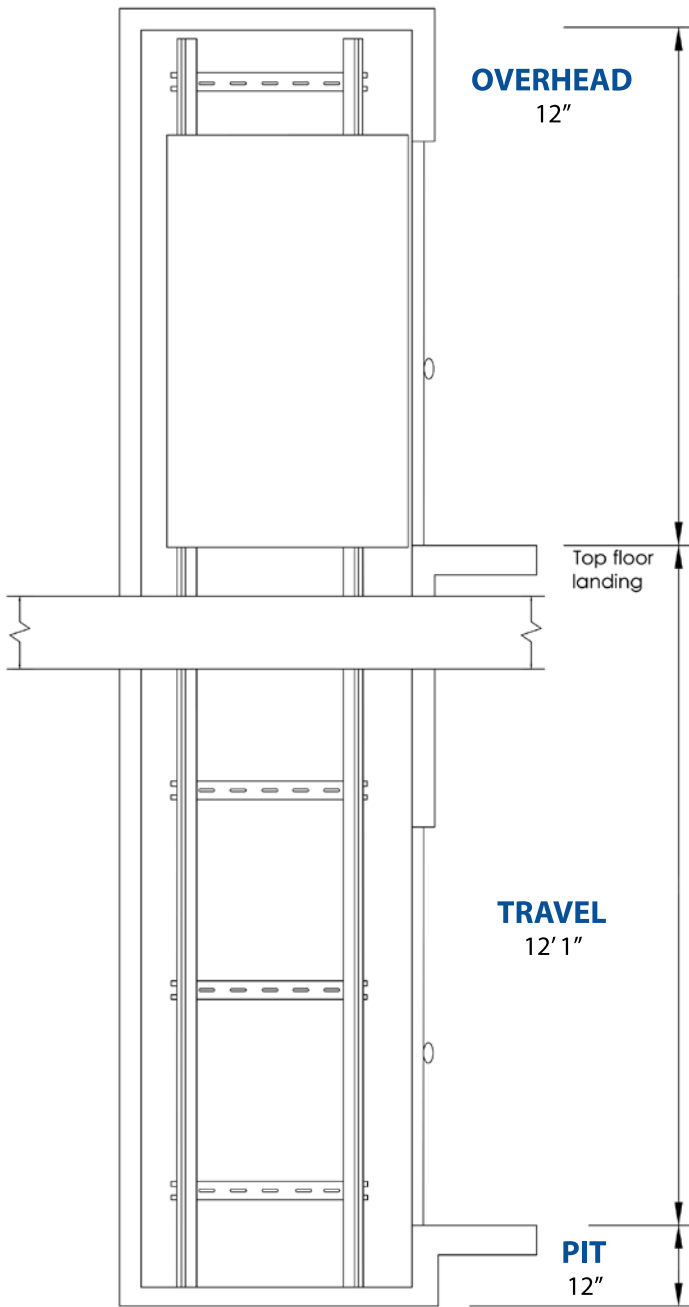 OVERHEAD
12”
Top floor
landing
TRAVEL
12’ 1”
PIT
12”